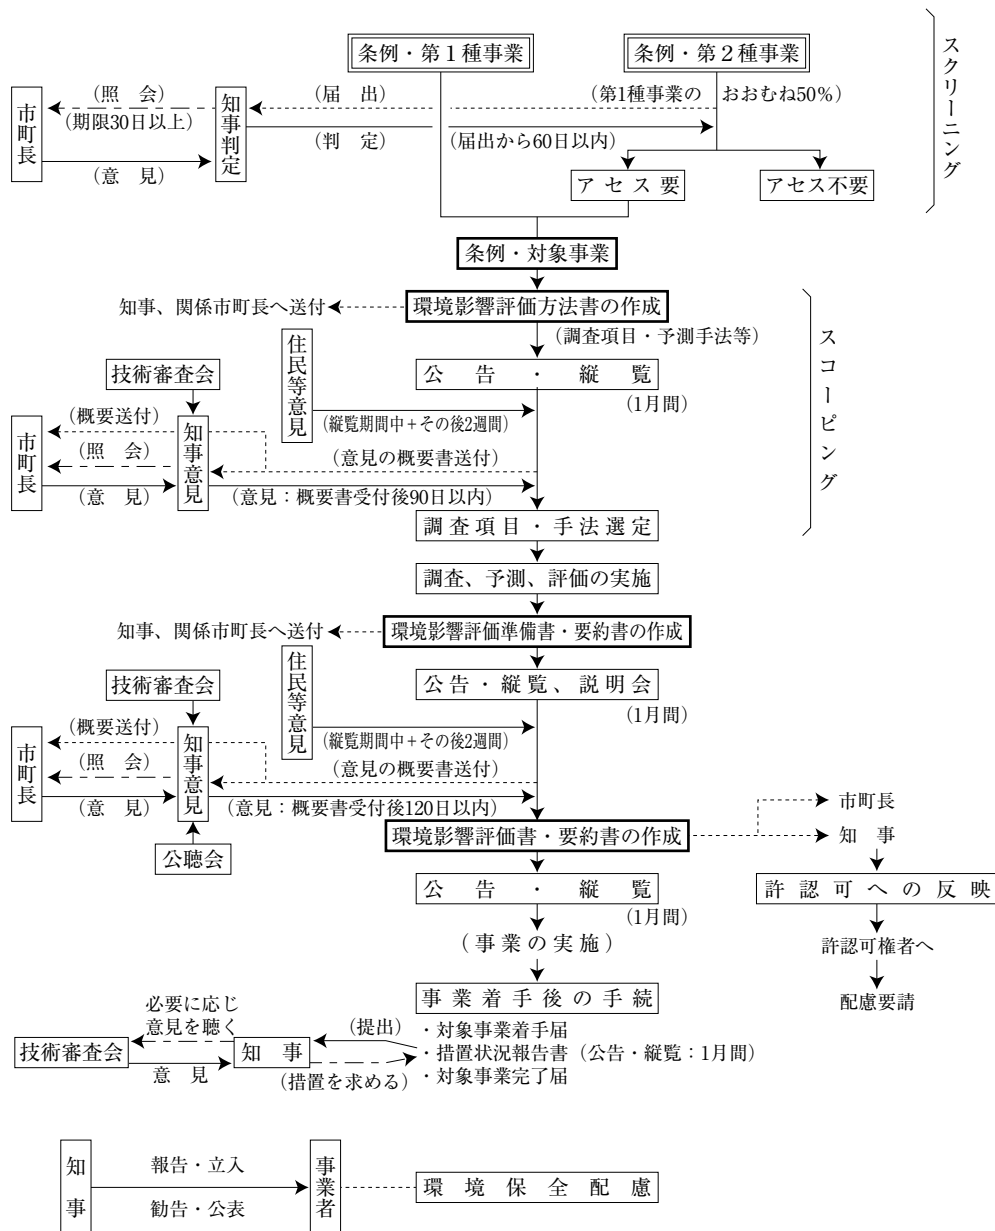 条例・第1種事業
条例・第2種事業
スクリーニング
市町長
(照 会)
(期限30日以上)
(意 見)
知事判定
(届 出)
(第1種事業の おおむね50%)
(判 定)
(届出から60日以内)
アセス要
アセス不要
条例・対象事業
知事、関係市町長へ送付
環境影響評価方法書の作成
(調査項目・予測手法等)
スコーピング
住民等意見
公告・縦覧
(1月間)
技術審査会
(縦覧期間中+その後2週間)
(概要送付)
市町長
(照 会)
(意 見)
知事意見
(意見の概要書送付)
(意見:概要書受付後90日以内)
調査項目・手法選定
調査、予測、評価の実施
知事、関係市町長へ送付
環境影響評価準備書・要約書の作成
住民等意見
公告・縦覧、説明会
(1月間)
技術審査会
(縦覧期間中+その後2週間)
(概要送付)
市町長
(照 会)
(意 見)
知事意見
(意見の概要書送付)
(意見:概要書受付後120日以内)
公聴会
環境影響評価書・要約書の作成
市町長
知 事
公告・縦覧
(1月間)
許認可への反映
(事業の実施)
許認可権者へ
事業着手後の手続
配慮要請
必要に応じ
意見を聴く
技術審査会
意 見
知 事
(提出)
(措置を求める)
・対象事業着手届
・措置状況報告書(公告・縦覧:1月間)
・対象事業完了届
知事
報告・立入
勧告・公表
事業者
環境保全配慮